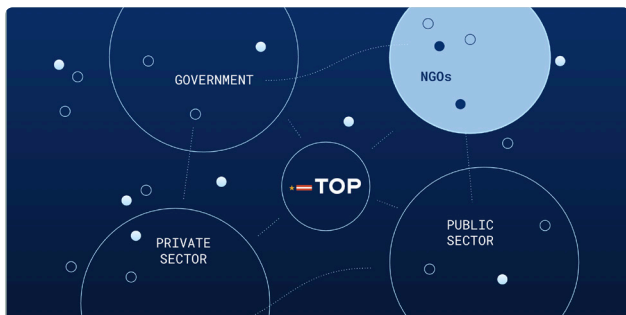 GOVERNMENT
NGOs
TOP
PRIVATE
SECTOR
PUBLIC
SECTOR